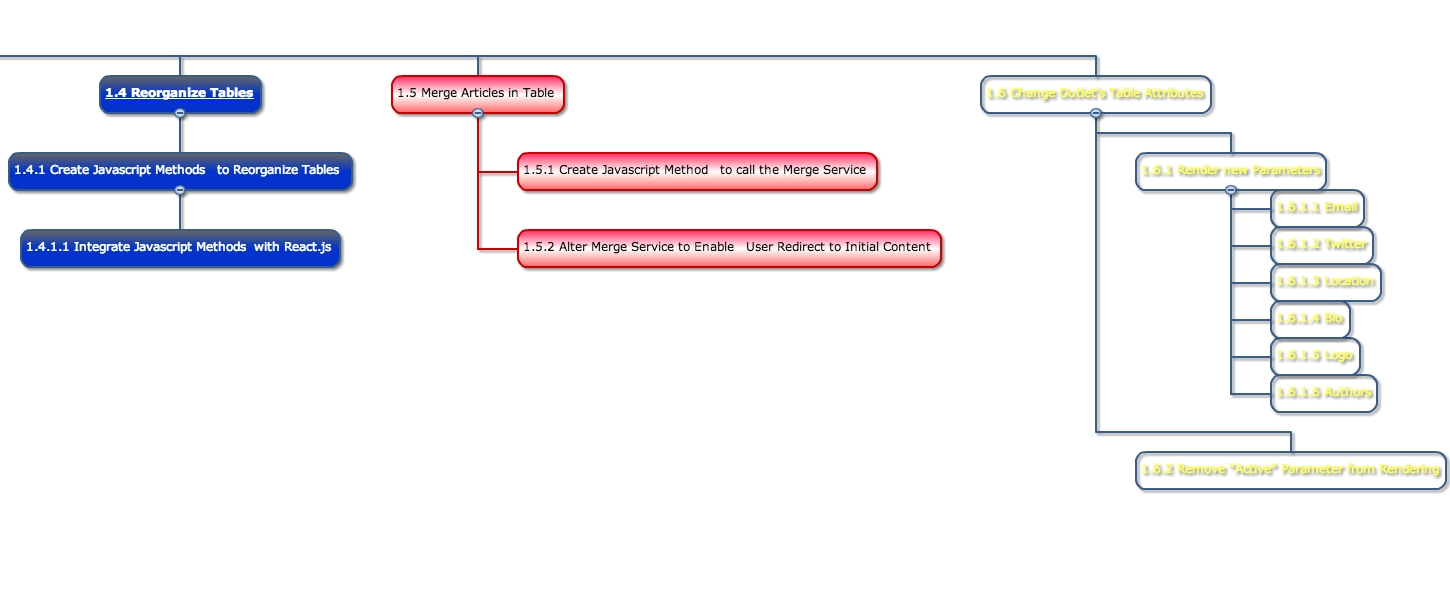 1.4 Reorganize Tables
1.4.1 Create Javascript Methods to Reorganize Tables
1.4.1.1 Integrate Javascript Methods with React.js
1.5 Merge Articles in Table
1.5.1 Create Javascript Method to call the Merge Service
1.5.2 Alter Merge Service to Enable User Redirect to Initial Content
1.6 Change Outlet's Table Attributes
1.6.1 Render new Parameters
1.6.1.1 Email
1.6.1.2 Twitter
1.6.1.3 Location
1.6.1.4 Bio
1.6.1.5 Logo
1.6.1.6 Authors
1.6.2 Remove "Active" Parameter from Rendering